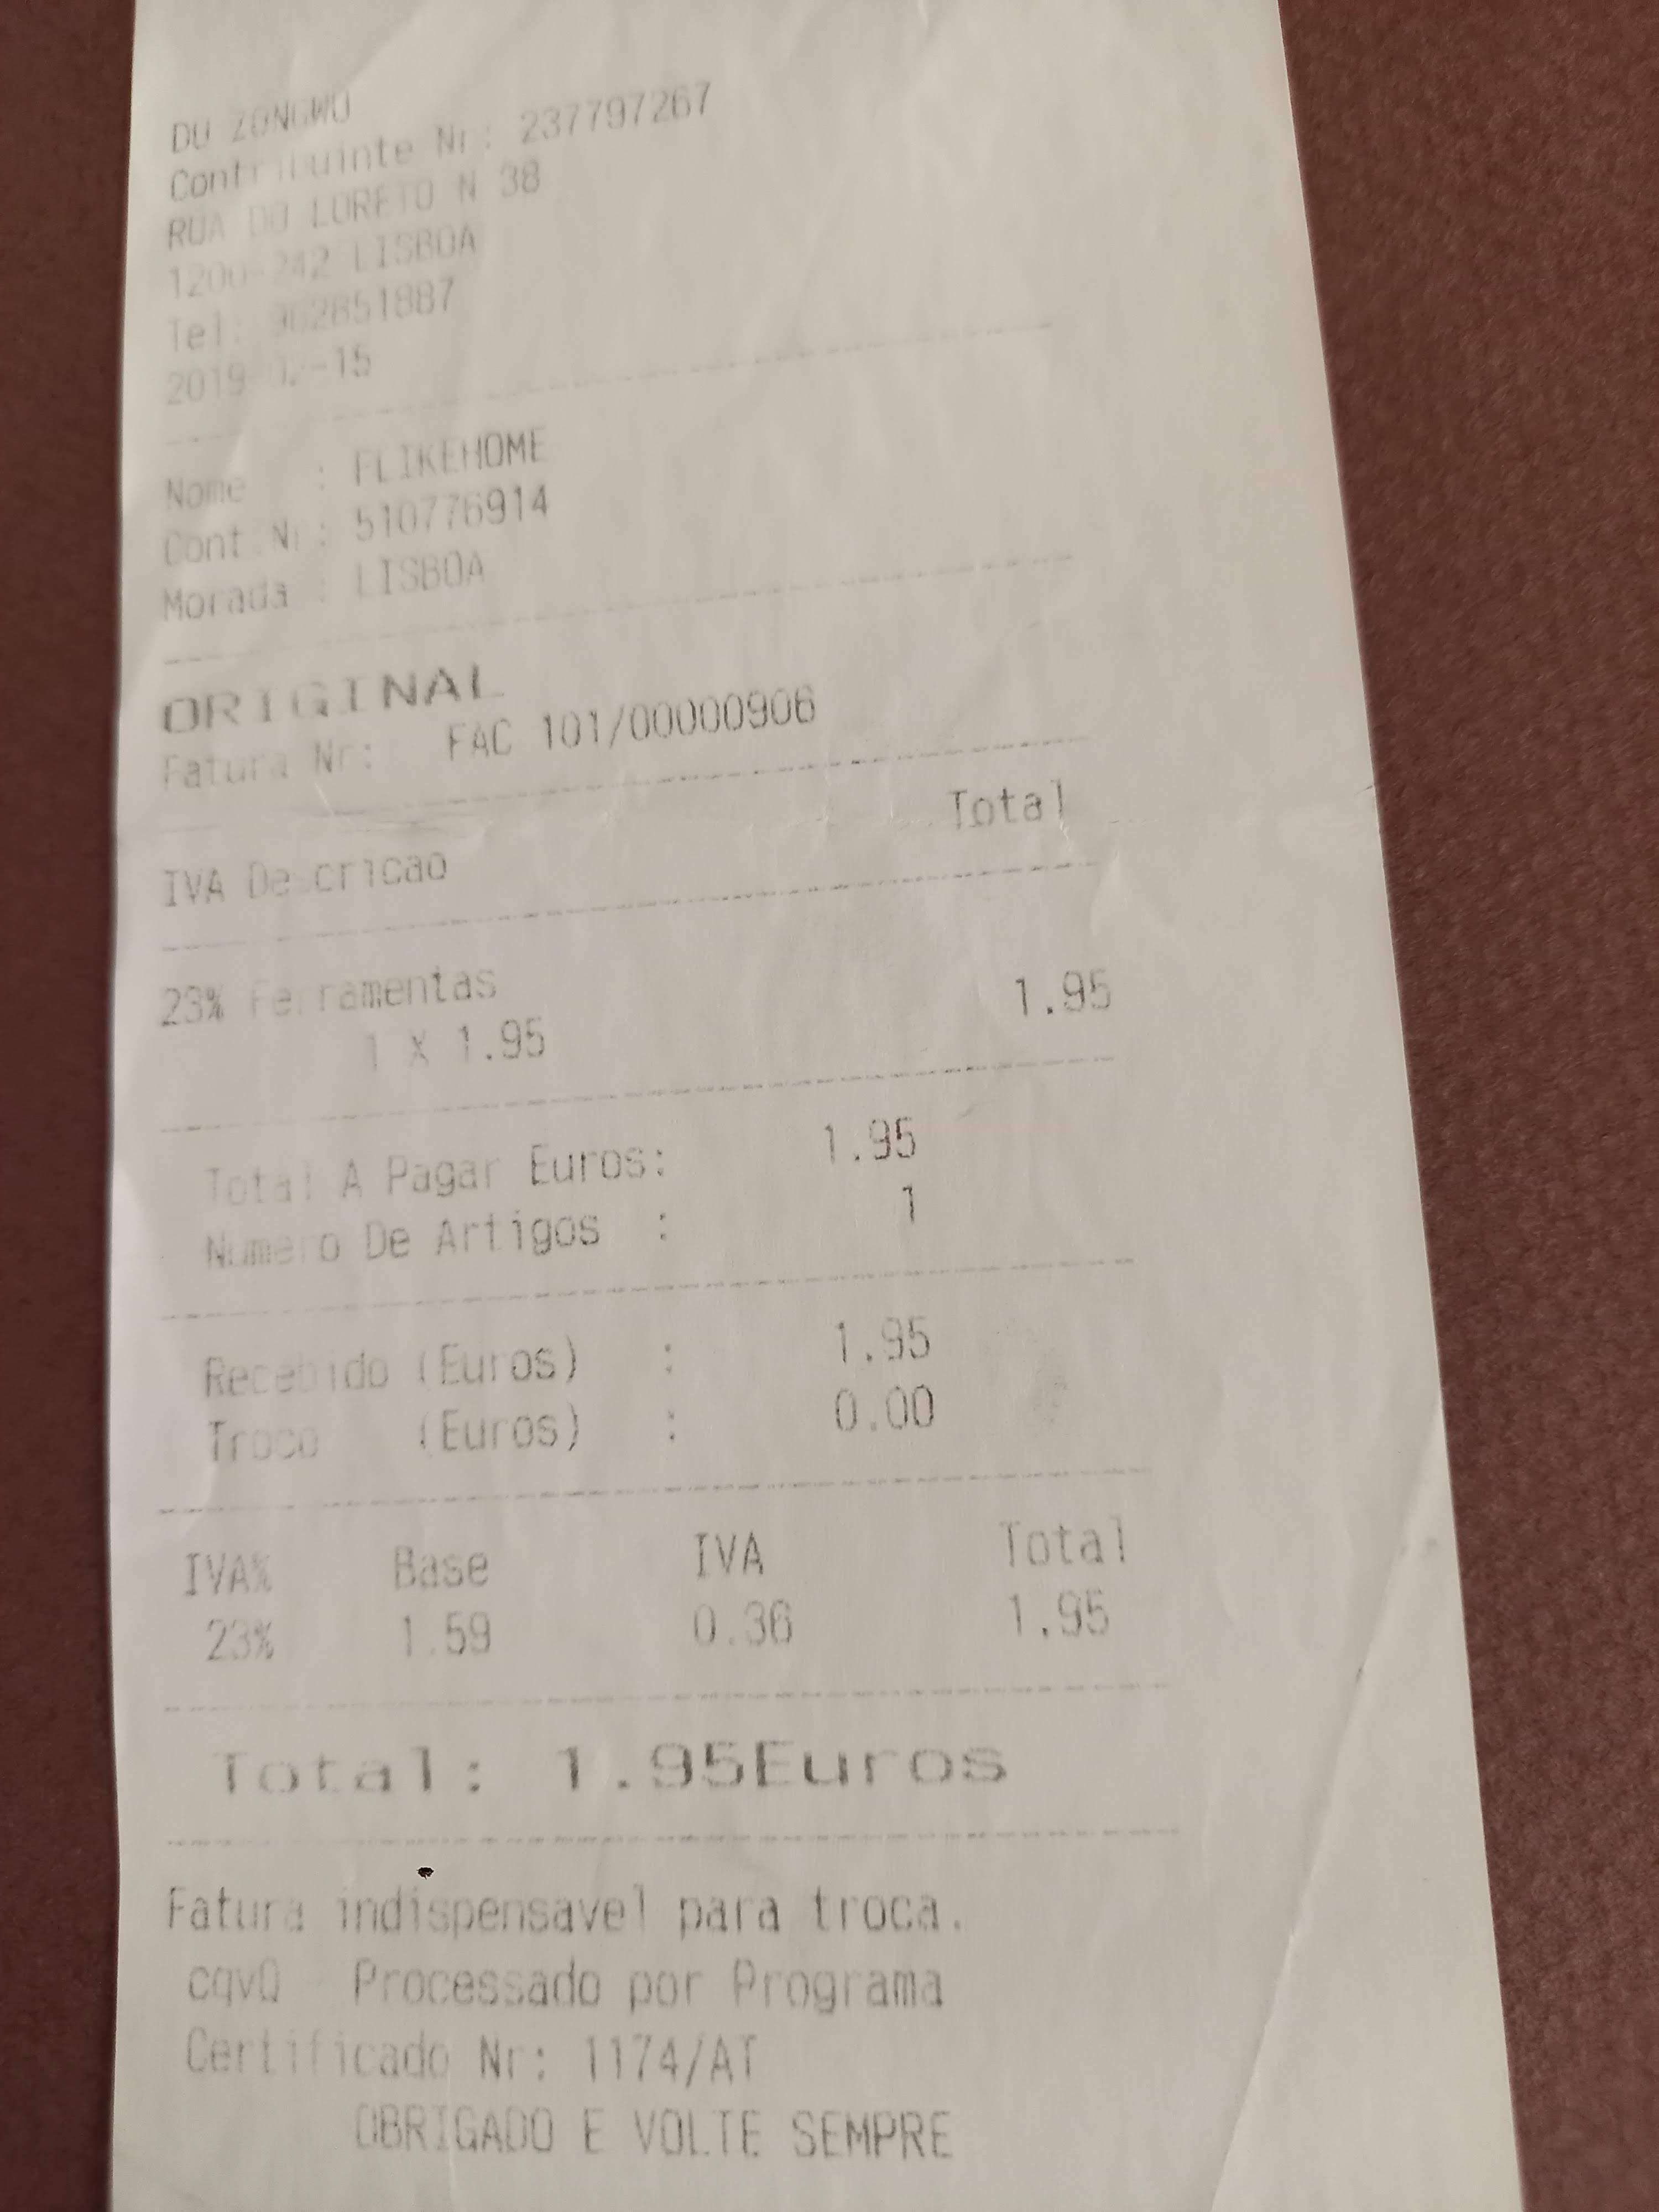 DU ZONGWU
Contribuinte Nr: 237797267
RUA DO LORETO N 38
1200-242 LISBOA
Tel: 962851887
2019-02-15
Nome : FLIKEHOME
Cont.Nr: 510776914
Morada : LISBOA
ORIGINAL
Fatura Nr: FAC 101/00000906
IVA Descricao Total
23% Ferramentas
1 X 1.95 1.95
Total A Pagar Euros: 1.95
Numero De Artigos : 1
Recebido (Euros) : 1.95
Troco (Euros) : 0.00
IVA% Base IVA Total
23% 1.59 0.36 1.95
Total: 1.95Euros
Fatura indispensavel para troca.
cqvQ Processado por Programa
Certificado Nr: 1174/AT
OBRIGADO E VOLTE SEMPRE